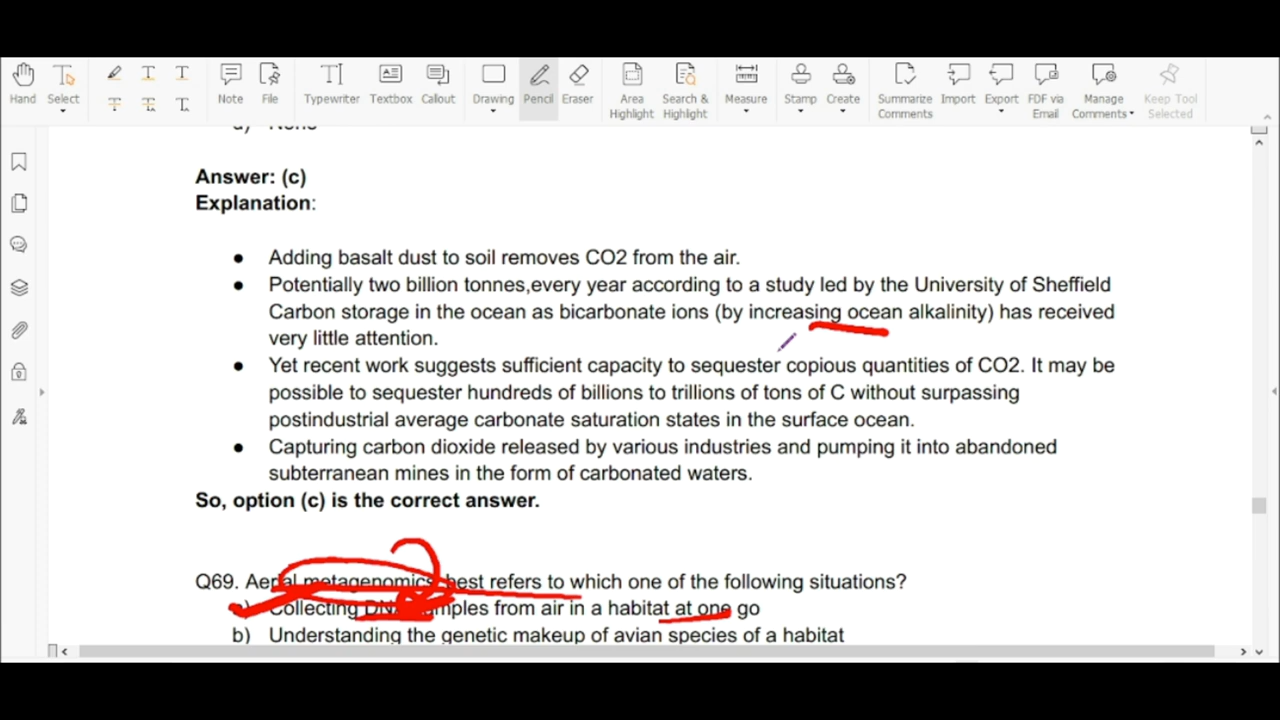 Hand Select Note File Typewriter Textbox Callout Drawing Pencil Eraser Area Highlight Search & Highlight Measure Stamp Create Summarize Comments Import Export FDF via Email Manage Comments Keep Tool Selected
d) None
Answer: (c)
Explanation:
● Adding basalt dust to soil removes CO2 from the air.
● Potentially two billion tonnes,every year according to a study led by the University of Sheffield
Carbon storage in the ocean as bicarbonate ions (by increasing ocean alkalinity) has received
very little attention.
● Yet recent work suggests sufficient capacity to sequester copious quantities of CO2. It may be
possible to sequester hundreds of billions to trillions of tons of C without surpassing
postindustrial average carbonate saturation states in the surface ocean.
● Capturing carbon dioxide released by various industries and pumping it into abandoned
subterranean mines in the form of carbonated waters.
So, option (c) is the correct answer.
Q69. Aerial metagenomics best refers to which one of the following situations?
a) Collecting DNA samples from air in a habitat at one go
b) Understanding the genetic makeup of avian species of a habitat